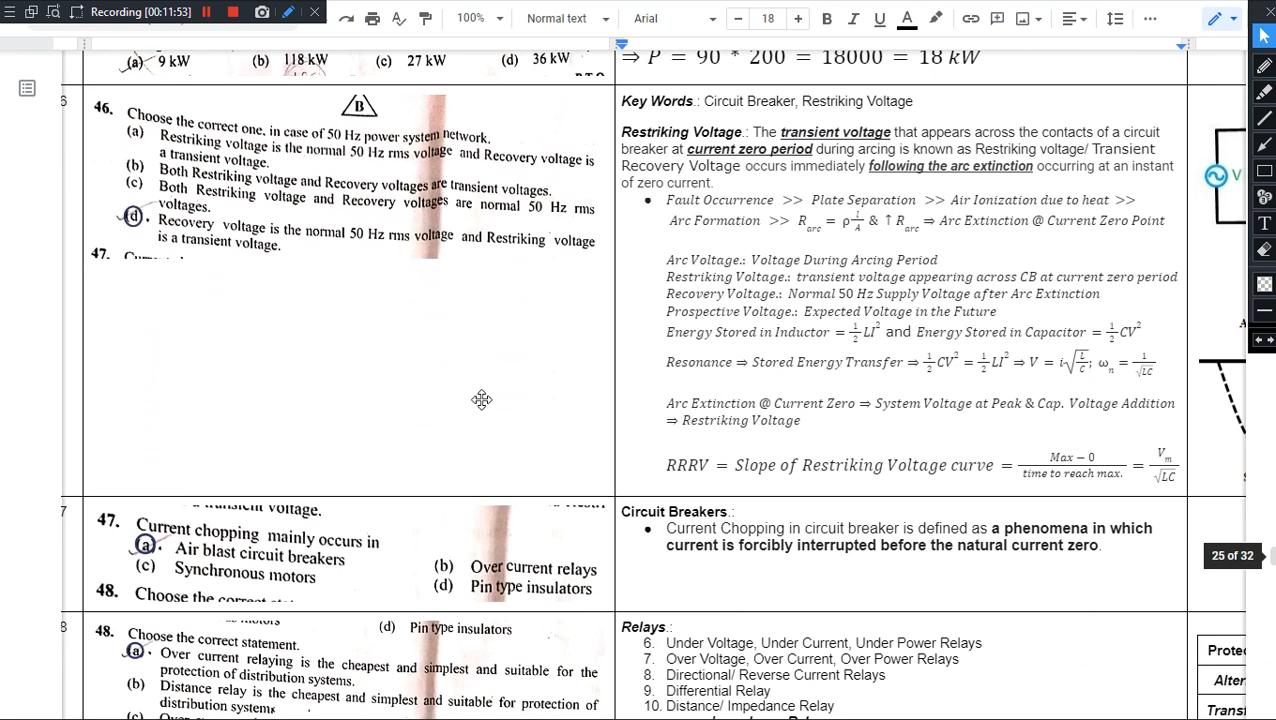 Recording [00:11:53]
100%
Normal text
Arial
18
B I U A
(a) 9 kW (b) 118 kW (c) 27 kW (d) 36 kW
⇒ P = 90 * 200 = 18000 = 18 kW
6
B
46. Choose the correct one, in case of 50 Hz power system network.
(a) Restriking voltage is the normal 50 Hz rms voltage and Recovery voltage is
a transient voltage.
(b) Both Restriking voltage and Recovery voltages are transient voltages.
(c) Both Restriking voltage and Recovery voltages are normal 50 Hz rms
voltages.
(d) Recovery voltage is the normal 50 Hz rms voltage and Restriking voltage
is a transient voltage.
47.
Key Words.: Circuit Breaker, Restriking Voltage
Restriking Voltage.: The transient voltage that appears across the contacts of a circuit
breaker at current zero period during arcing is known as Restriking voltage/ Transient
Recovery Voltage occurs immediately following the arc extinction occurring at an instant
of zero current.
● Fault Occurrence >> Plate Separation >> Air Ionization due to heat >>
Arc Formation >> R_arc = ρ l/A & ↑ R_arc ⇒ Arc Extinction @ Current Zero Point
Arc Voltage.: Voltage During Arcing Period
Restriking Voltage.: transient voltage appearing across CB at current zero period
Recovery Voltage.: Normal 50 Hz Supply Voltage after Arc Extinction
Prospective Voltage.: Expected Voltage in the Future
Energy Stored in Inductor = 1/2 LI² and Energy Stored in Capacitor = 1/2 CV²
Resonance ⇒ Stored Energy Transfer ⇒ 1/2 CV² = 1/2 LI² ⇒ V = i√(L/C); ω_n = 1/√LC
Arc Extinction @ Current Zero ⇒ System Voltage at Peak & Cap. Voltage Addition
⇒ Restriking Voltage
RRRV = Slope of Restriking Voltage curve = Max − 0 / time to reach max. = V_m/√LC
V
7
47. Current chopping mainly occurs in
(a) Air blast circuit breakers (b) Over current relays
(c) Synchronous motors (d) Pin type insulators
48.
Circuit Breakers.:
● Current Chopping in circuit breaker is defined as a phenomena in which
current is forcibly interrupted before the natural current zero.
25 of 32
8
(d) Pin type insulators
48. Choose the correct statement.
(a) Over current relaying is the cheapest and simplest and suitable for the
protection of distribution systems.
(b) Distance relay is the cheapest and simplest and suitable for protection of
distribution systems
Relays.:
6. Under Voltage, Under Current, Under Power Relays
7. Over Voltage, Over Current, Over Power Relays
8. Directional/ Reverse Current Relays
9. Differential Relay
10. Distance/ Impedance Relay